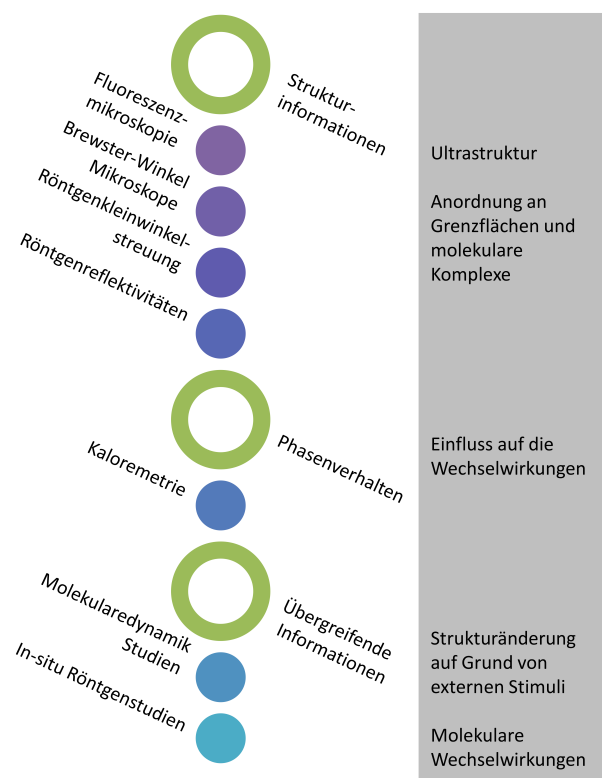 Struktur-
informationen
Fluoreszenz-
mikroskopie
Brewster-Winkel
Mikroskope
Röntgenkleinwinkel-
streuung
Röntgenreflektivitäten
Phasenverhalten
Kaloremetrie
Übergreifende
Informationen
Molekularedynamik
Studien
In-situ Röntgenstudien
Ultrastruktur
Anordnung an
Grenzflächen und
molekulare
Komplexe
Einfluss auf die
Wechselwirkungen
Strukturänderung
auf Grund von
externen Stimuli
Molekulare
Wechselwirkungen